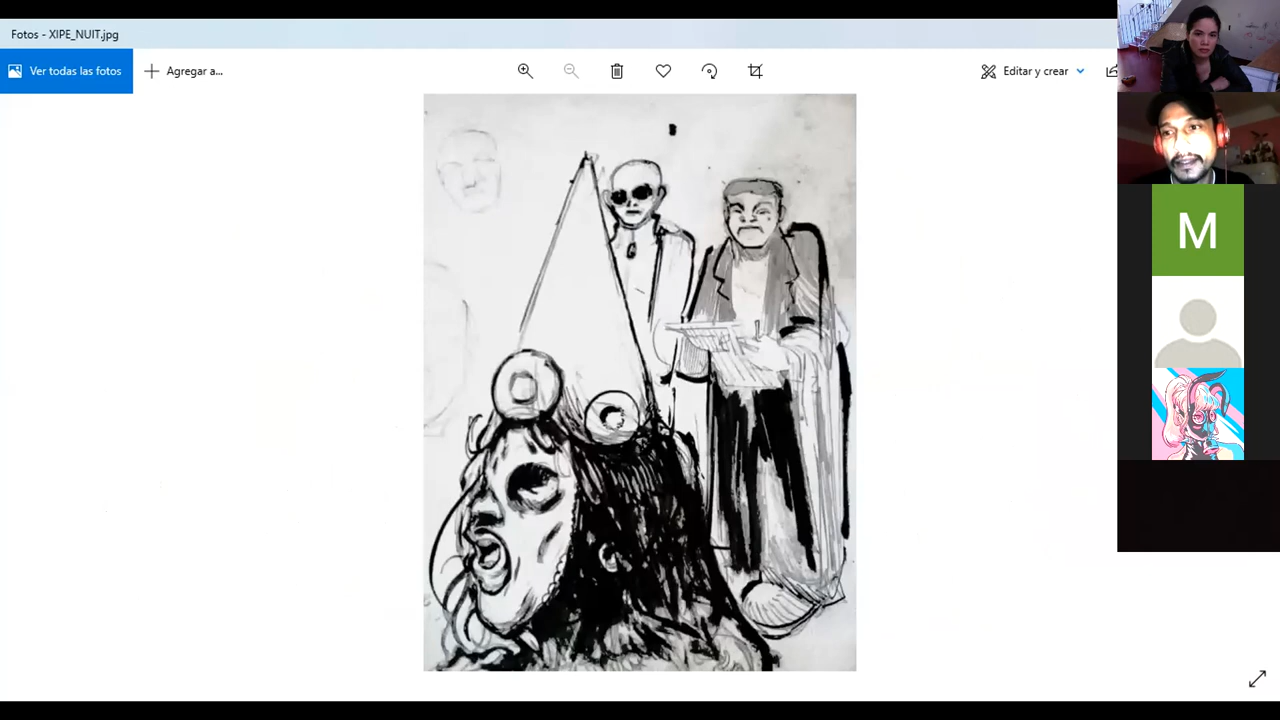 Fotos - XIPE_NUIT.jpg
Ver todas las fotos
Agregar a...
Editar y crear
M